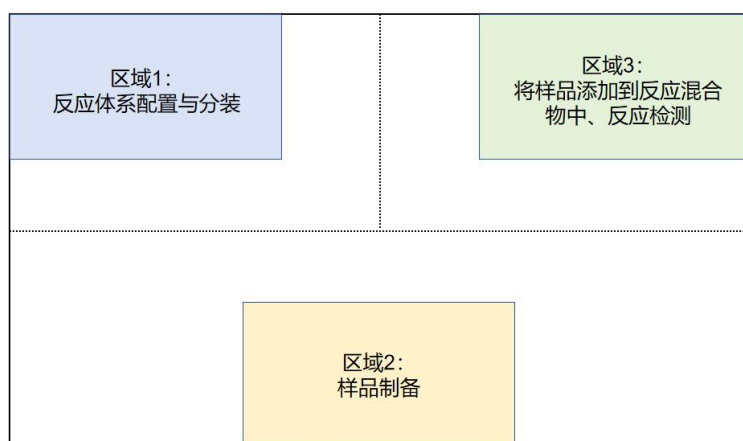 区域1：
反应体系配置与分装
区域3：
将样品添加到反应混合
物中、反应检测
区域2：
样品制备